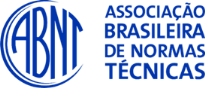 ABNT
ASSOCIAÇÃO
BRASILEIRA
DE NORMAS
TÉCNICAS